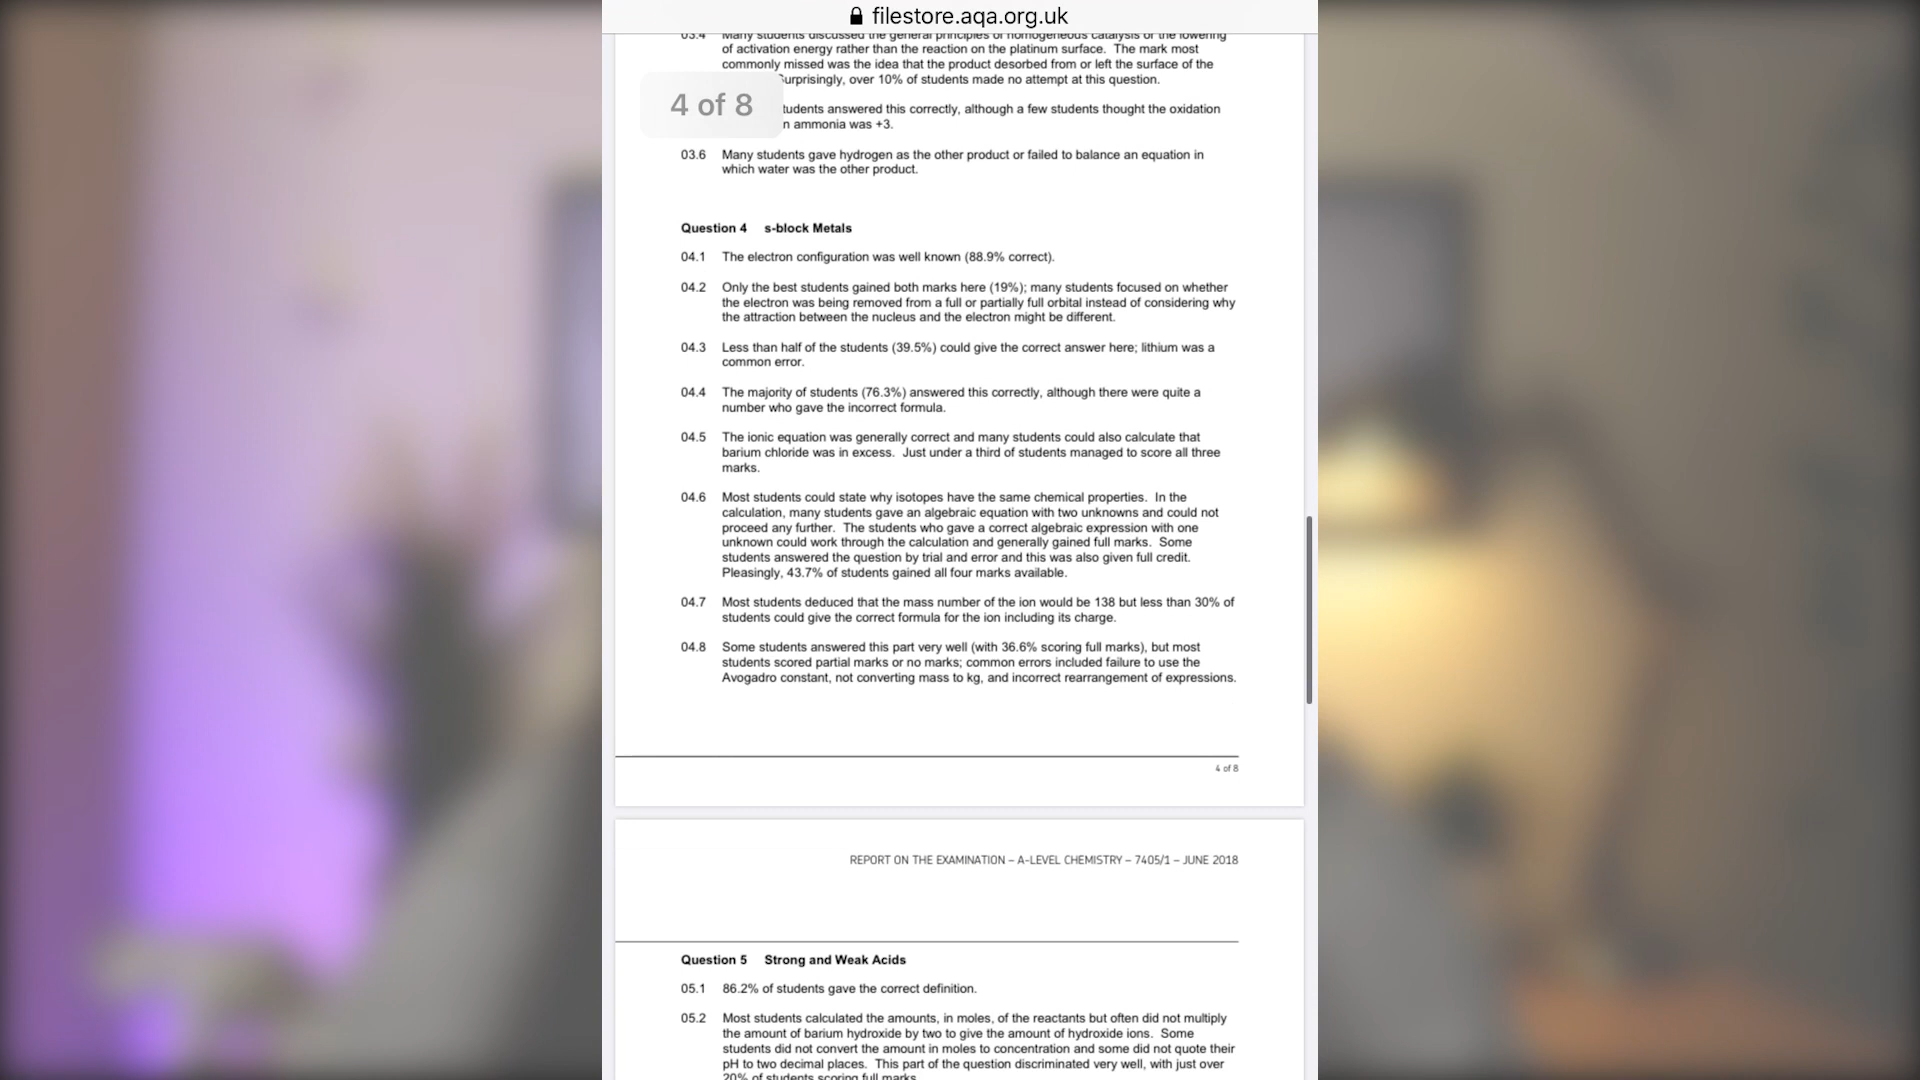 filestore.aqa.org.uk
03.4 Many students discussed the general principles of homogeneous catalysis or the lowering
of activation energy rather than the reaction on the platinum surface. The mark most
commonly missed was the idea that the product desorbed from or left the surface of the
urprisingly, over 10% of students made no attempt at this question.
4 of 8
tudents answered this correctly, although a few students thought the oxidation
n ammonia was +3.
03.6 Many students gave hydrogen as the other product or failed to balance an equation in
which water was the other product.
Question 4 s-block Metals
04.1 The electron configuration was well known (88.9% correct).
04.2 Only the best students gained both marks here (19%); many students focused on whether
the electron was being removed from a full or partially full orbital instead of considering why
the attraction between the nucleus and the electron might be different.
04.3 Less than half of the students (39.5%) could give the correct answer here; lithium was a
common error.
04.4 The majority of students (76.3%) answered this correctly, although there were quite a
number who gave the incorrect formula.
04.5 The ionic equation was generally correct and many students could also calculate that
barium chloride was in excess. Just under a third of students managed to score all three
marks.
04.6 Most students could state why isotopes have the same chemical properties. In the
calculation, many students gave an algebraic equation with two unknowns and could not
proceed any further. The students who gave a correct algebraic expression with one
unknown could work through the calculation and generally gained full marks. Some
students answered the question by trial and error and this was also given full credit.
Pleasingly, 43.7% of students gained all four marks available.
04.7 Most students deduced that the mass number of the ion would be 138 but less than 30% of
students could give the correct formula for the ion including its charge.
04.8 Some students answered this part very well (with 36.6% scoring full marks), but most
students scored partial marks or no marks; common errors included failure to use the
Avogadro constant, not converting mass to kg, and incorrect rearrangement of expressions.
4 of 8
REPORT ON THE EXAMINATION – A-LEVEL CHEMISTRY – 7405/1 – JUNE 2018
Question 5 Strong and Weak Acids
05.1 86.2% of students gave the correct definition.
05.2 Most students calculated the amounts, in moles, of the reactants but often did not multiply
the amount of barium hydroxide by two to give the amount of hydroxide ions. Some
students did not convert the amount in moles to concentration and some did not quote their
pH to two decimal places. This part of the question discriminated very well, with just over
20% of students scoring full marks.